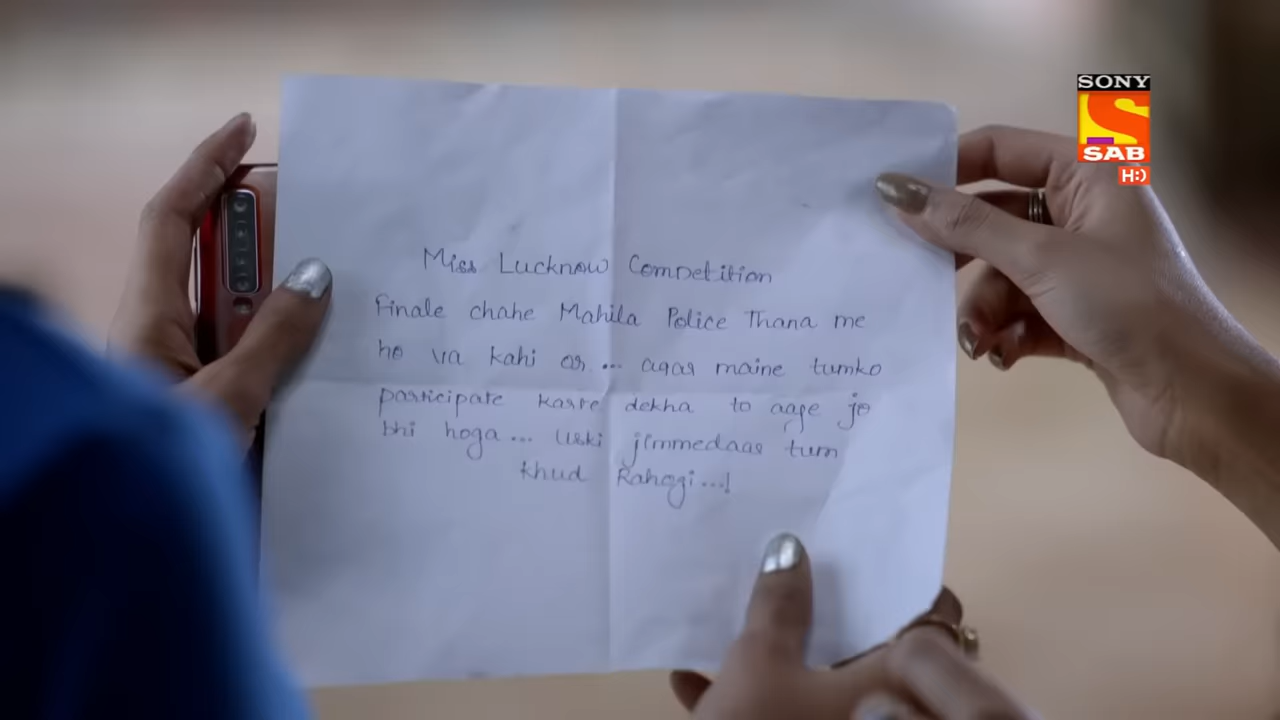 SONY
SAB
HD
Miss Lucknow Competition
Finale chahe Mahila Police Thana me
ho ya kahi or ... agar maine tumko
participate karte dekha to aage jo
bhi hoga... uski jimmedaar tum
khud Rahogi...!